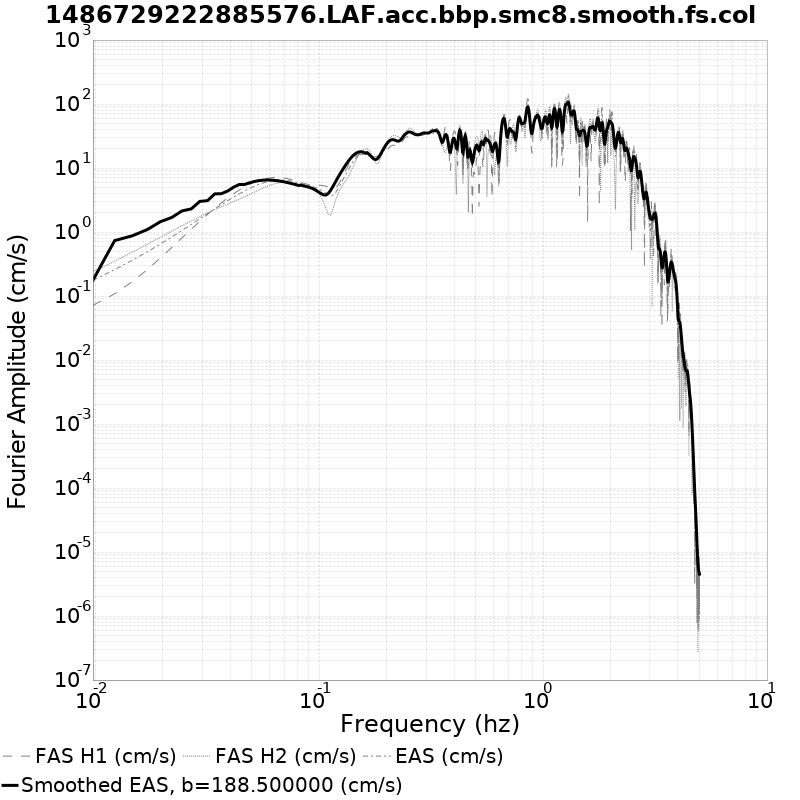 1486729222885576.LAF.acc.bbp.smc8.smooth.fs.col
10^3
10^2
10^1
10^0
10^-1
10^-2
10^-3
10^-4
10^-5
10^-6
10^-7
Fourier Amplitude (cm/s)
10^-2 10^-1 10^0 10^1
Frequency (hz)
FAS H1 (cm/s) FAS H2 (cm/s) EAS (cm/s)
Smoothed EAS, b=188.500000 (cm/s)